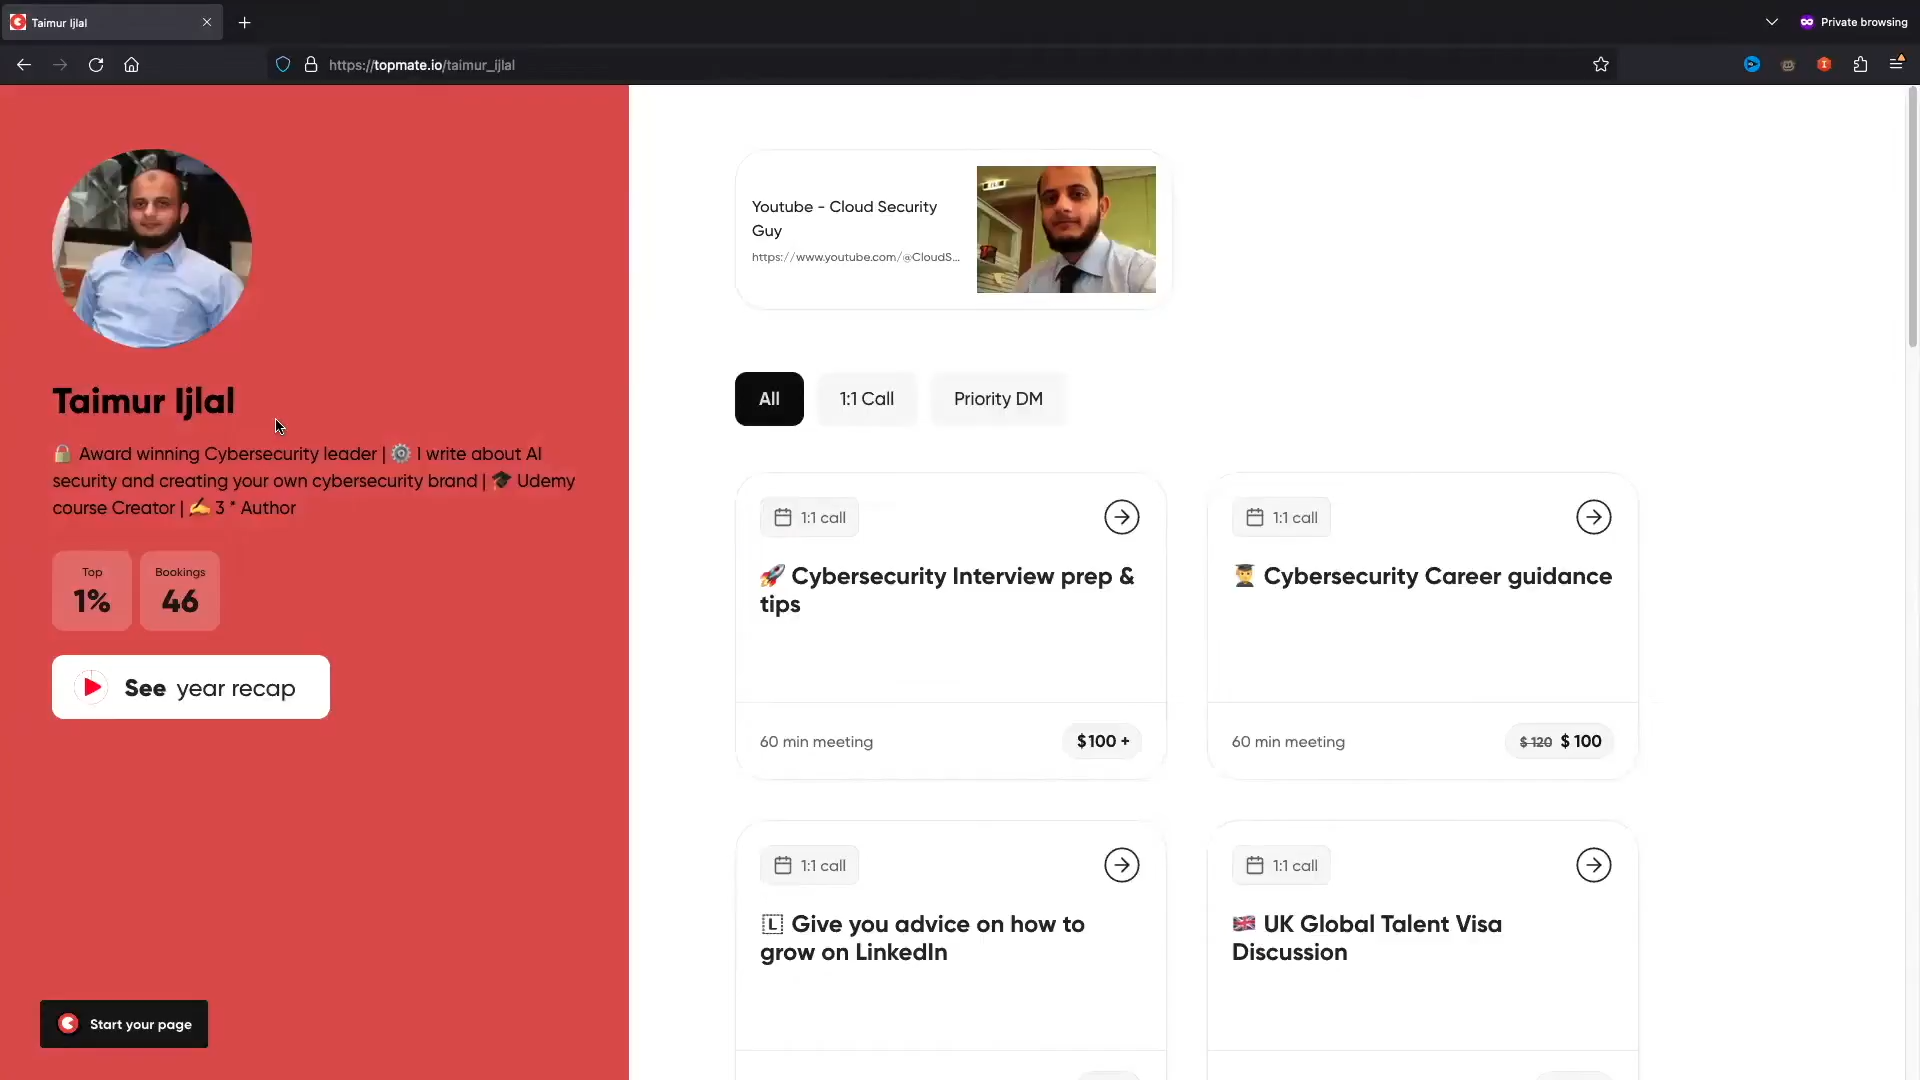 Taimur Ijlal
Private browsing
https://topmate.io/taimur_ijlal
Taimur Ijlal
🔒 Award winning Cybersecurity leader | ⚙️ I write about AI
security and creating your own cybersecurity brand | 🎓 Udemy
course Creator | ✍️ 3 * Author
Top
1%
Bookings
46
See year recap
Start your page
Youtube - Cloud Security
Guy
https://www.youtube.com/@CloudS...
All
1:1 Call
Priority DM
1:1 call
🚀 Cybersecurity Interview prep &
tips
60 min meeting
$100 +
1:1 call
👨‍🎓 Cybersecurity Career guidance
60 min meeting
$ 120 $ 100
1:1 call
🇱 Give you advice on how to
grow on LinkedIn
1:1 call
🇬🇧 UK Global Talent Visa
Discussion